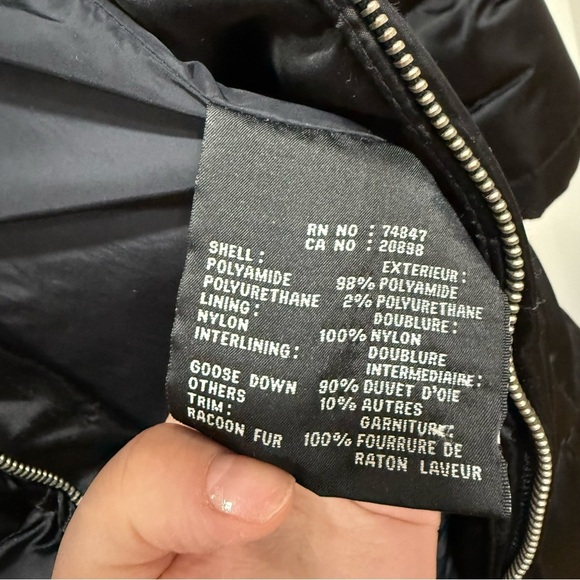 RN NO : 74847
CA NO : 20898
SHELL: EXTERIEUR:
POLYAMIDE 98% POLYAMIDE
POLYURETHANE 2% POLYURETHANE
LINING: DOUBLURE:
NYLON 100% NYLON
INTERLINING: DOUBLURE
INTERMEDIAIRE:
GOOSE DOWN 90% DUVET D'OIE
OTHERS 10% AUTRES
TRIM: GARNITURE:
RACOON FUR 100% FOURRURE DE
RATON LAVEUR